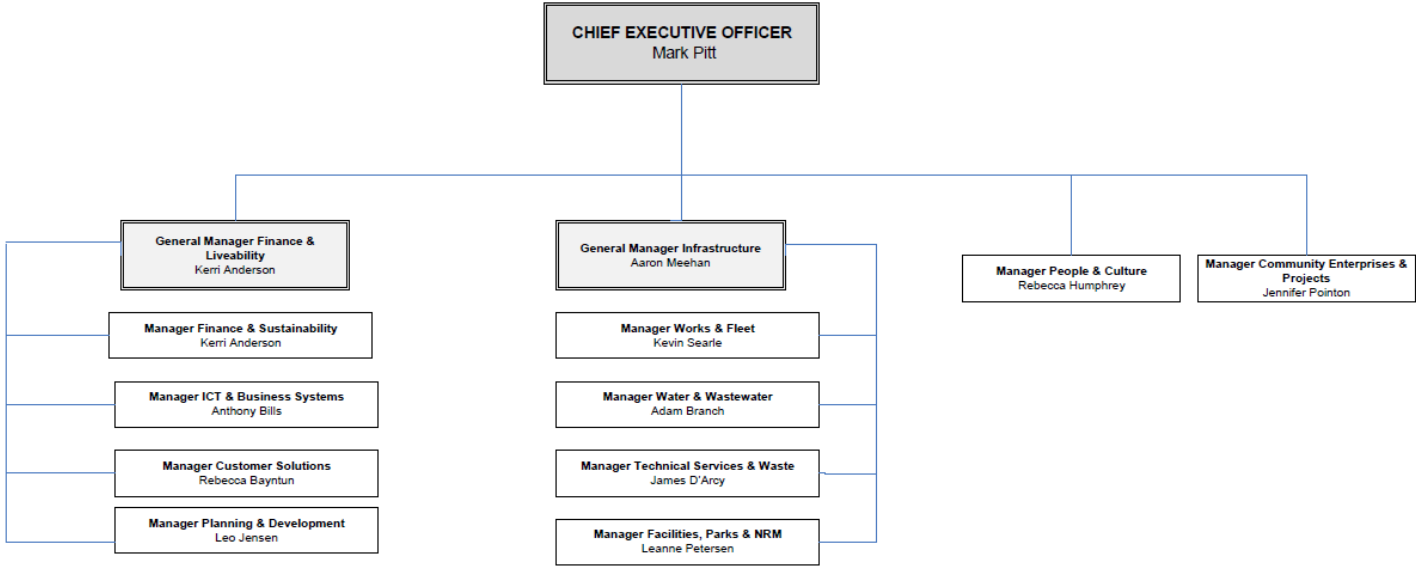 CHIEF EXECUTIVE OFFICER
Mark Pitt
General Manager Finance &
Liveability
Kerri Anderson
Manager Finance & Sustainability
Kerri Anderson
Manager ICT & Business Systems
Anthony Bills
Manager Customer Solutions
Rebecca Bayntun
Manager Planning & Development
Leo Jensen
General Manager Infrastructure
Aaron Meehan
Manager Works & Fleet
Kevin Searle
Manager Water & Wastewater
Adam Branch
Manager Technical Services & Waste
James D'Arcy
Manager Facilities, Parks & NRM
Leanne Petersen
Manager People & Culture
Rebecca Humphrey
Manager Community Enterprises &
Projects
Jennifer Pointon